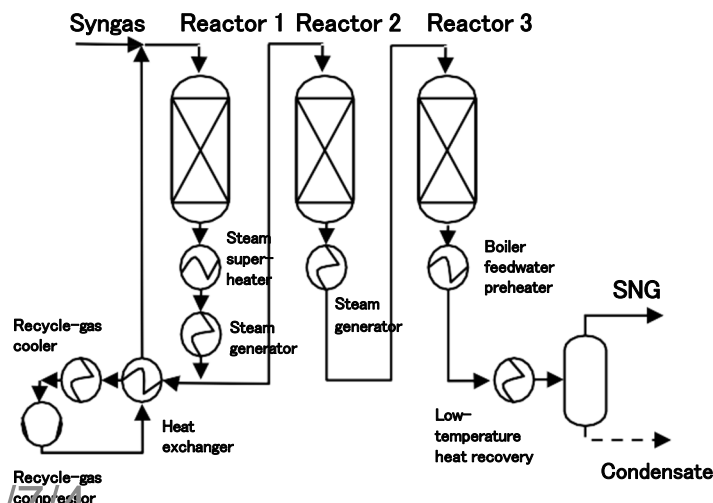 Syngas Reactor 1 Reactor 2 Reactor 3
Steam
super-
heater
Steam
generator
Steam
generator
Boiler
feedwater
preheater
SNG
Recycle-gas
cooler
Heat
exchanger
Low-
temperature
heat recovery
Condensate
Recycle-gas
compressor